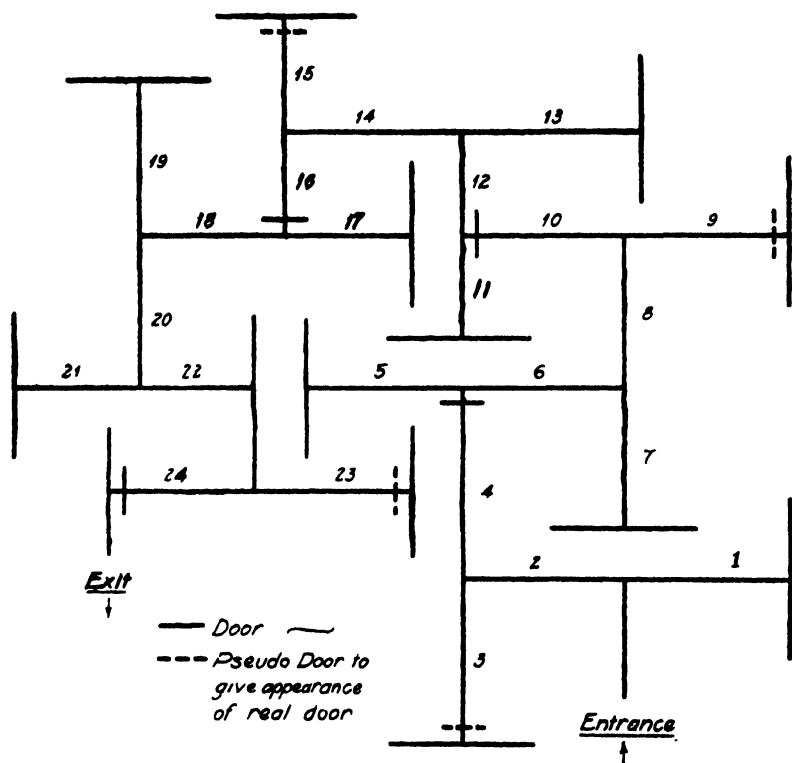 15
14 13
19
16 12
18 17 10 9
11
20 8
21 22 5 6
24 23 4 7
Exit
2 1
Door
3
Pseudo Door to
give appearance
of real door
Entrance